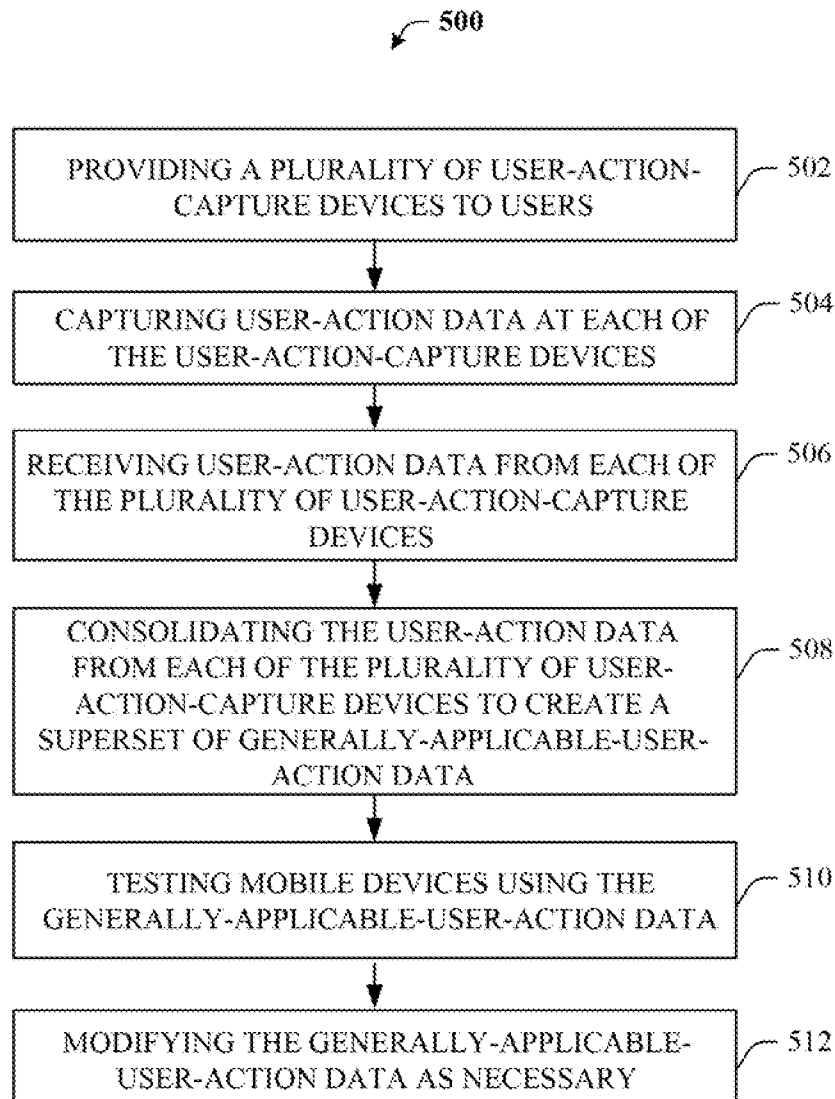 500
PROVIDING A PLURALITY OF USER-ACTION-
CAPTURE DEVICES TO USERS
502
CAPTURING USER-ACTION DATA AT EACH OF
THE USER-ACTION-CAPTURE DEVICES
504
RECEIVING USER-ACTION DATA FROM EACH OF
THE PLURALITY OF USER-ACTION-CAPTURE
DEVICES
506
CONSOLIDATING THE USER-ACTION DATA
FROM EACH OF THE PLURALITY OF USER-
ACTION-CAPTURE DEVICES TO CREATE A
SUPERSET OF GENERALLY-APPLICABLE-USER-
ACTION DATA
508
TESTING MOBILE DEVICES USING THE
GENERALLY-APPLICABLE-USER-ACTION DATA
510
MODIFYING THE GENERALLY-APPLICABLE-
USER-ACTION DATA AS NECESSARY
512